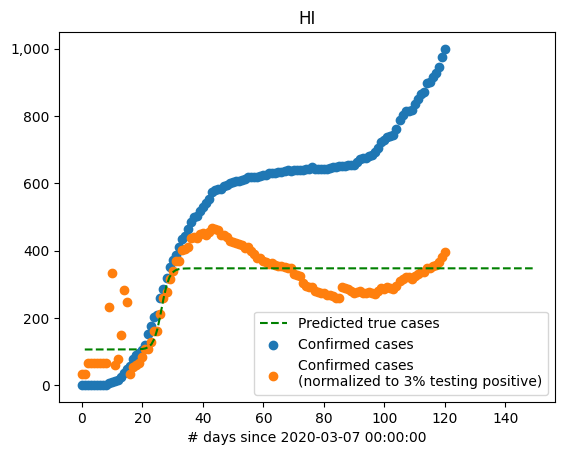 HI
1,000
800
600
400
200
0
Predicted true cases
Confirmed cases
Confirmed cases
(normalized to 3% testing positive)
0 20 40 60 80 100 120 140
# days since 2020-03-07 00:00:00